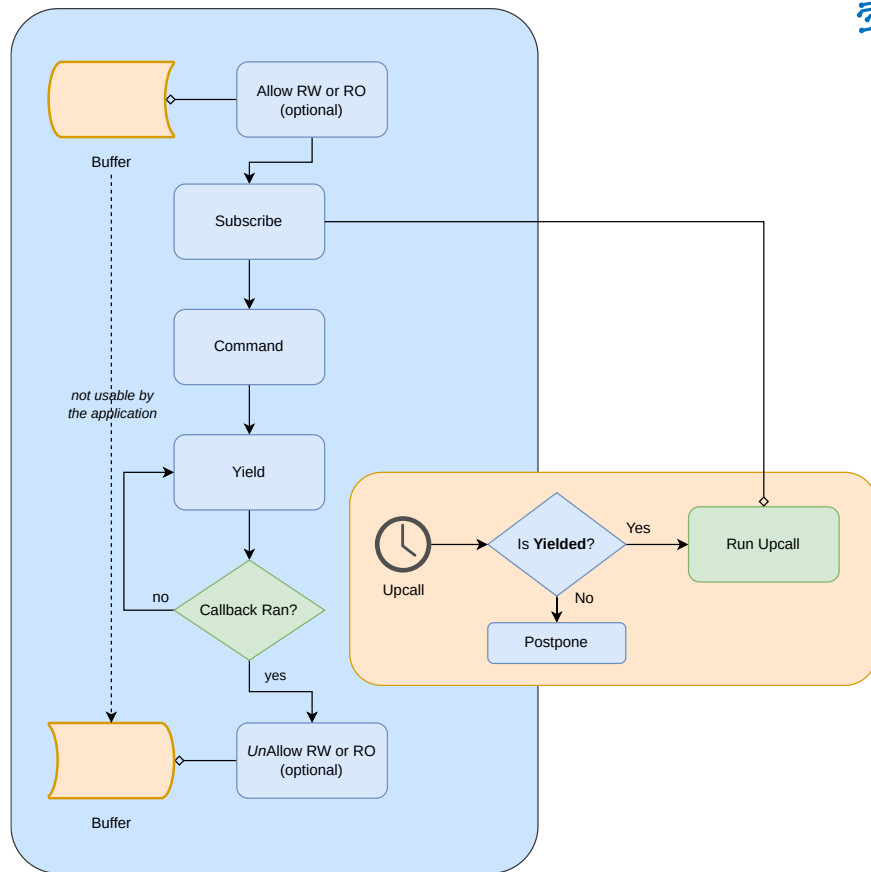 Allow RW or RO
(optional)
Buffer
Subscribe
Command
not usable by
the application
Yield
Is Yielded?
Yes
Run Upcall
Upcall
No
no
Callback Ran?
Postpone
yes
UnAllow RW or RO
(optional)
Buffer